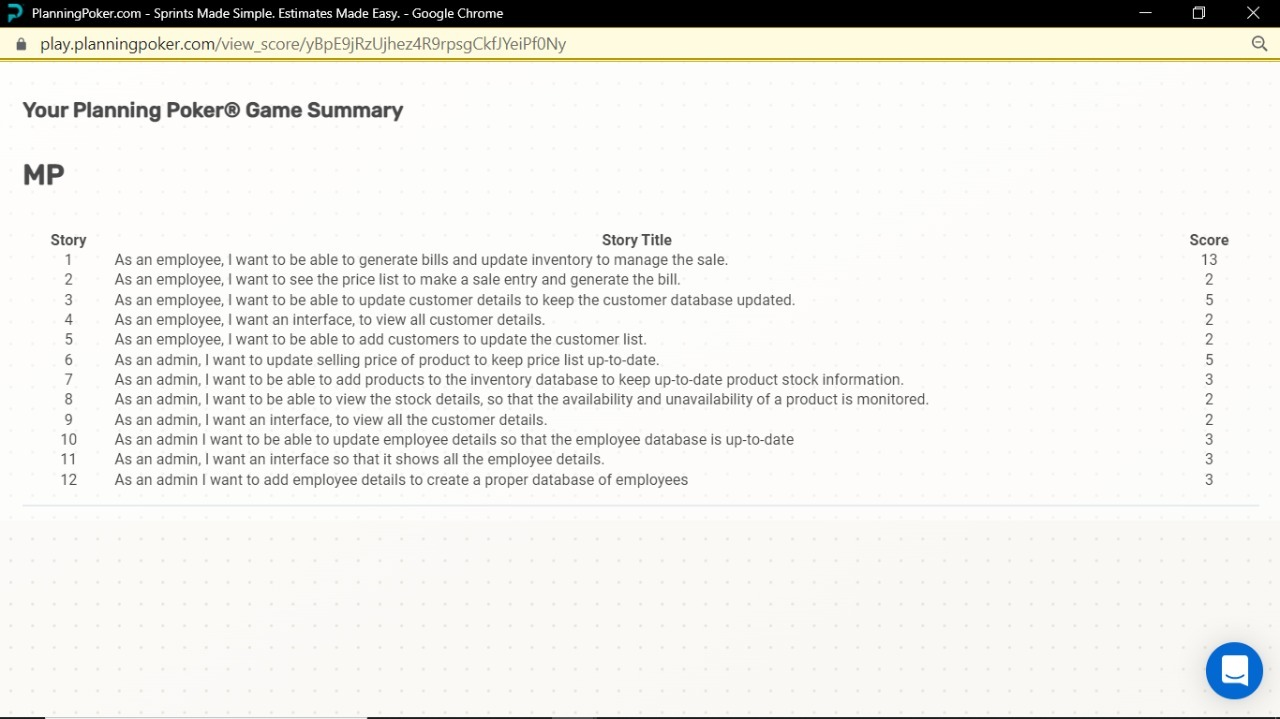 PlanningPoker.com - Sprints Made Simple. Estimates Made Easy. - Google Chrome
play.planningpoker.com/view_score/yBpE9jRzUjhez4R9rpsgCkfJYeiPf0Ny
Your Planning Poker® Game Summary
MP
Story Story Title Score
1 As an employee, I want to be able to generate bills and update inventory to manage the sale. 13
2 As an employee, I want to see the price list to make a sale entry and generate the bill. 2
3 As an employee, I want to be able to update customer details to keep the customer database updated. 5
4 As an employee, I want an interface, to view all customer details. 2
5 As an employee, I want to be able to add customers to update the customer list. 2
6 As an admin, I want to update selling price of product to keep price list up-to-date. 5
7 As an admin, I want to be able to add products to the inventory database to keep up-to-date product stock information. 3
8 As an admin, I want to be able to view the stock details, so that the availability and unavailability of a product is monitored. 2
9 As an admin, I want an interface, to view all the customer details. 2
10 As an admin I want to be able to update employee details so that the employee database is up-to-date 3
11 As an admin, I want an interface so that it shows all the employee details. 3
12 As an admin I want to add employee details to create a proper database of employees 3